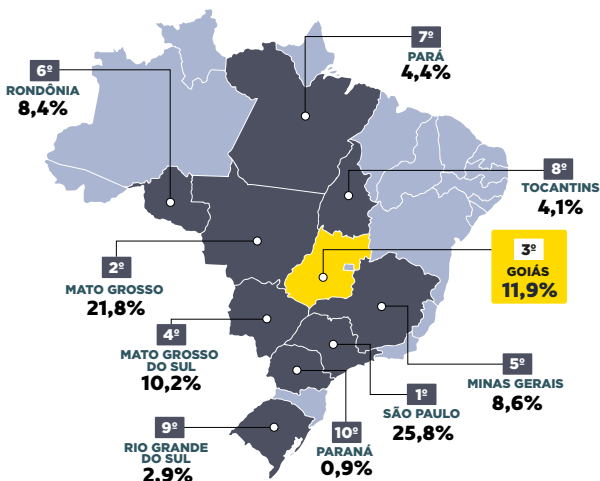 7º
PARÁ
4,4%
6º
RONDÔNIA
8,4%
8º
TOCANTINS
4,1%
3º
GOIÁS
11,9%
2º
MATO GROSSO
21,8%
4º
MATO GROSSO
DO SUL
10,2%
5º
MINAS GERAIS
8,6%
1º
SÃO PAULO
25,8%
9º
RIO GRANDE
DO SUL
2,9%
10º
PARANÁ
0,9%